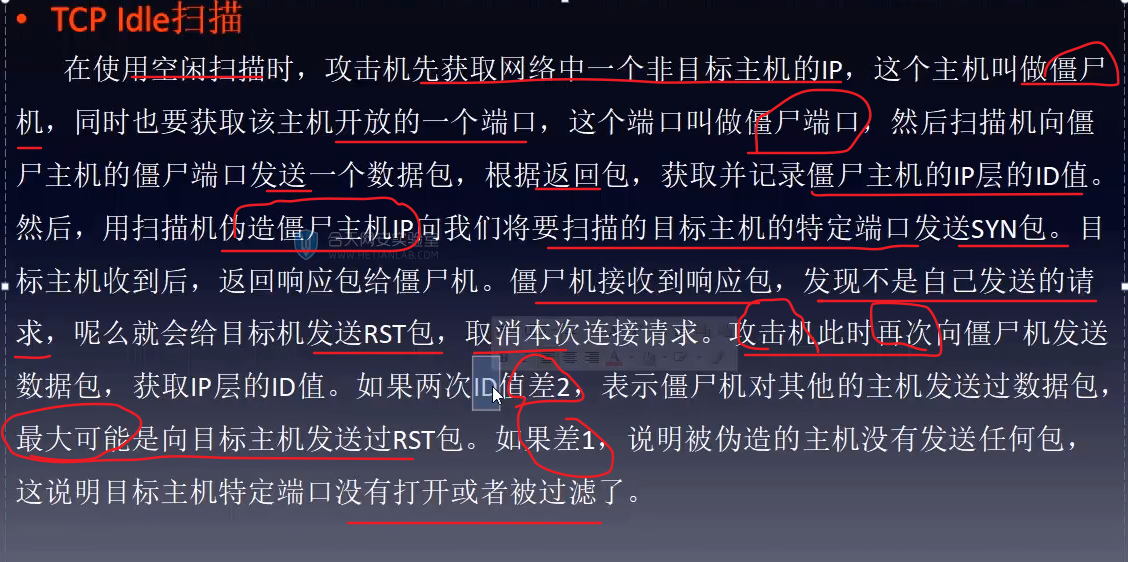 • TCP Idle扫描
在使用空闲扫描时，攻击机先获取网络中一个非目标主机的IP，这个主机叫做僵尸
机，同时也要获取该主机开放的一个端口，这个端口叫做僵尸端口，然后扫描机向僵
尸主机的僵尸端口发送一个数据包，根据返回包，获取并记录僵尸主机的IP层的ID值。
然后，用扫描机伪造僵尸主机IP向我们将要扫描的目标主机的特定端口发送SYN包。目
合天网安实验室
WWW.HETIANLAB.COM
标主机收到后，返回响应包给僵尸机。僵尸机接收到响应包，发现不是自己发送的请
求，呢么就会给目标机发送RST包，取消本次连接请求。攻击机此时再次向僵尸机发送
数据包，获取IP层的ID值。如果两次ID值差2，表示僵尸机对其他的主机发送过数据包，
最大可能是向目标主机发送过RST包。如果差1，说明被伪造的主机没有发送任何包，
这说明目标主机特定端口没有打开或者被过滤了。